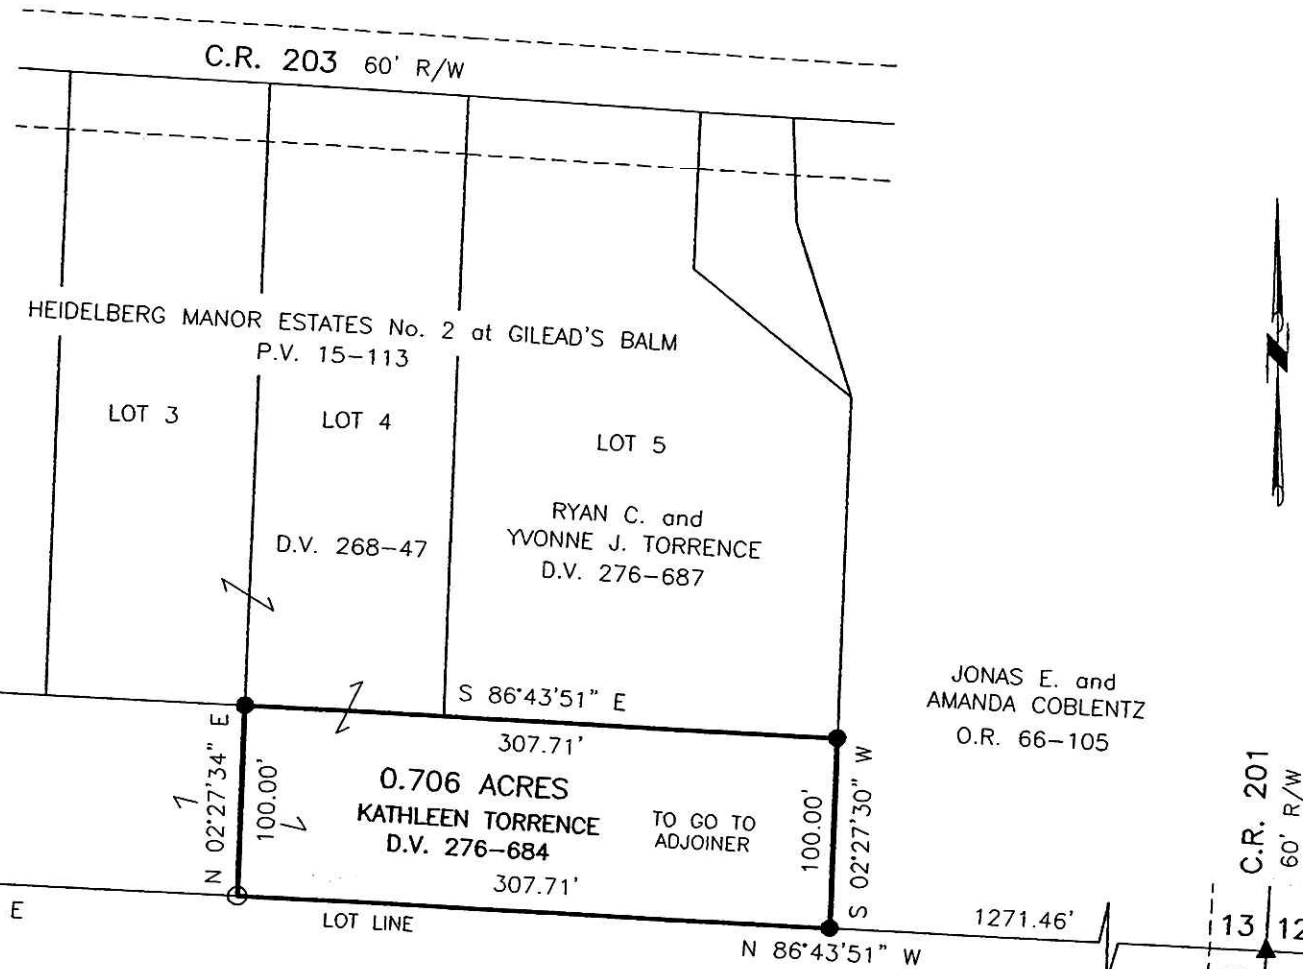 C.R. 203 60' R/W
HEIDELBERG MANOR ESTATES No. 2 at GILEAD'S BALM
P.V. 15-113
LOT 3
LOT 4
LOT 5
D.V. 268-47
RYAN C. and
YVONNE J. TORRENCE
D.V. 276-687
JONAS E. and
AMANDA COBLENTZ
O.R. 66-105
S 86°43'51" E
307.71'
N 02°27'34" E
100.00'
0.706 ACRES
KATHLEEN TORRENCE
D.V. 276-684
TO GO TO
ADJOINER
100.00'
S 02°27'30" W
307.71'
LOT LINE
N 86°43'51" W
E
1271.46'
C.R. 201
60' R/W
13
12